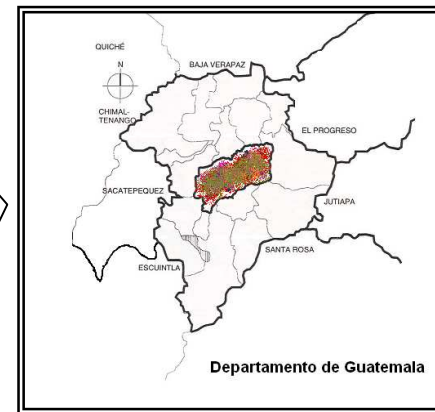 QUICHÉ
N
BAJA VERAPAZ
CHIMAL-
TENANGO
EL PROGRESO
SACATEPEQUEZ
JUTIAPA
SANTA ROSA
ESCUINTLA
Departamento de Guatemala